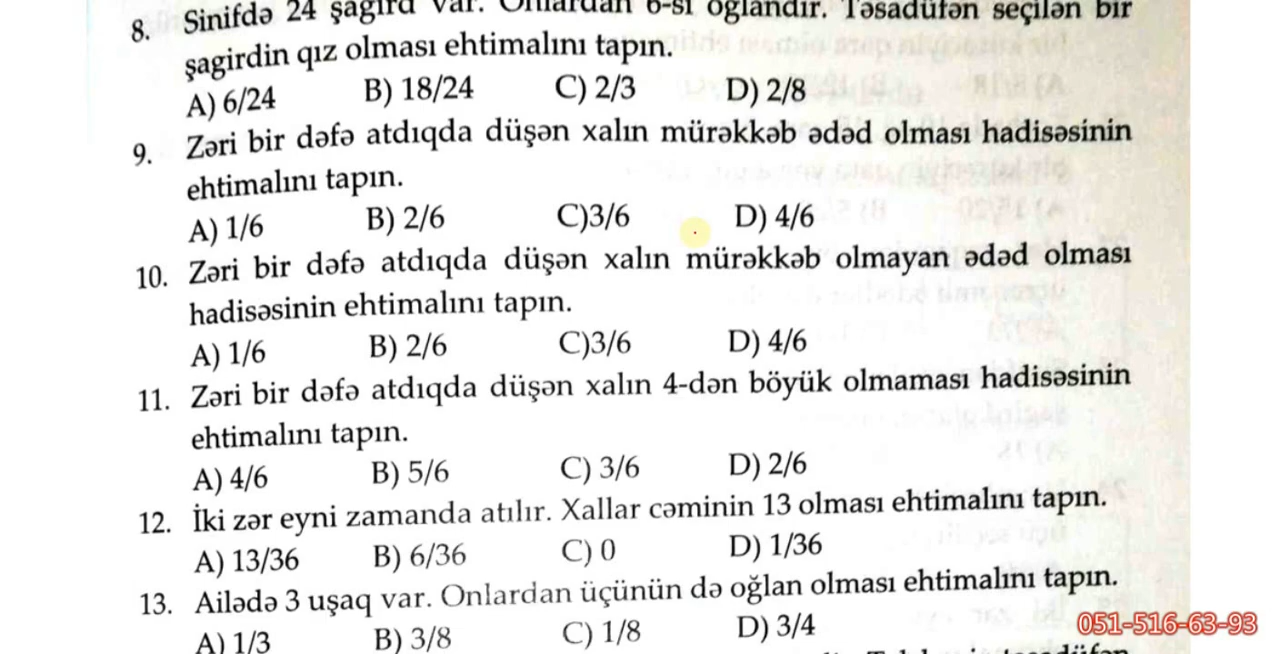 8. Sinifdə 24 şagird var. Onlardan 6-sı oğlandır. Təsadüfən seçilən bir
şagirdin qız olması ehtimalını tapın.
A) 6/24 B) 18/24 C) 2/3 D) 2/8
9. Zəri bir dəfə atdıqda düşən xalın mürəkkəb ədəd olması hadisəsinin
ehtimalını tapın.
A) 1/6 B) 2/6 C)3/6 D) 4/6
10. Zəri bir dəfə atdıqda düşən xalın mürəkkəb olmayan ədəd olması
hadisəsinin ehtimalını tapın.
A) 1/6 B) 2/6 C)3/6 D) 4/6
11. Zəri bir dəfə atdıqda düşən xalın 4-dən böyük olmaması hadisəsinin
ehtimalını tapın.
A) 4/6 B) 5/6 C) 3/6 D) 2/6
12. İki zər eyni zamanda atılır. Xallar cəminin 13 olması ehtimalını tapın.
A) 13/36 B) 6/36 C) 0 D) 1/36
13. Ailədə 3 uşaq var. Onlardan üçünün də oğlan olması ehtimalını tapın.
A) 1/3 B) 3/8 C) 1/8 D) 3/4
051-516-63-93